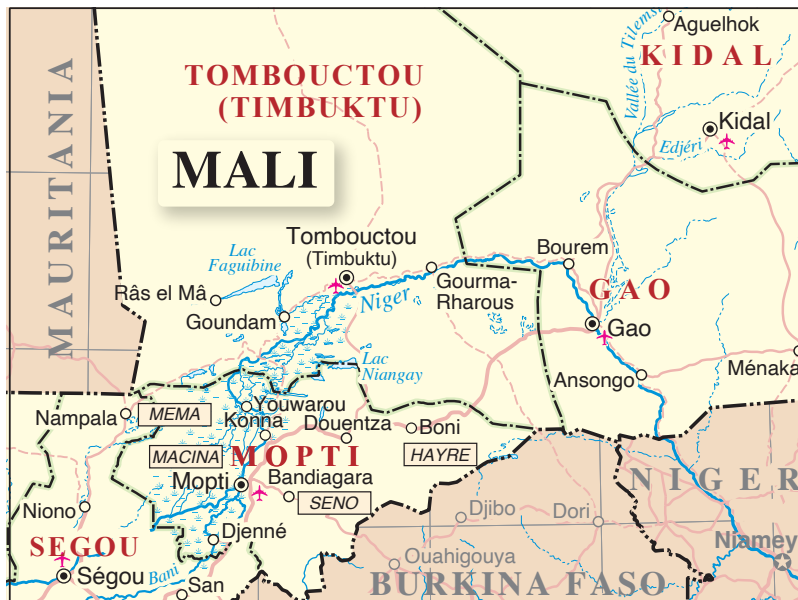 Aguelhok
KIDAL
Vallée du Tilemsi
TOMBOUCTOU
(TIMBUKTU)
Kidal
Edjéri
MAURITANIA
MALI
Lac
Faguibine
Tombouctou
(Timbuktu)
Bourem
Râs el Mâ
Niger
Gourma-
Rharous
GAO
Goundam
Gao
Lac
Niangay
Ansongo
Ménaka
Nampala
MEMA
Youwarou
Konna
Douentza
Boni
MACINA
MOPTI
HAYRE
Mopti
Bandiagara
SENO
NIGER
Niono
Djibo
Dori
Djenné
SEGOU
Niamey
Ouahigouya
Ségou
Bani
San
BURKINA FASO